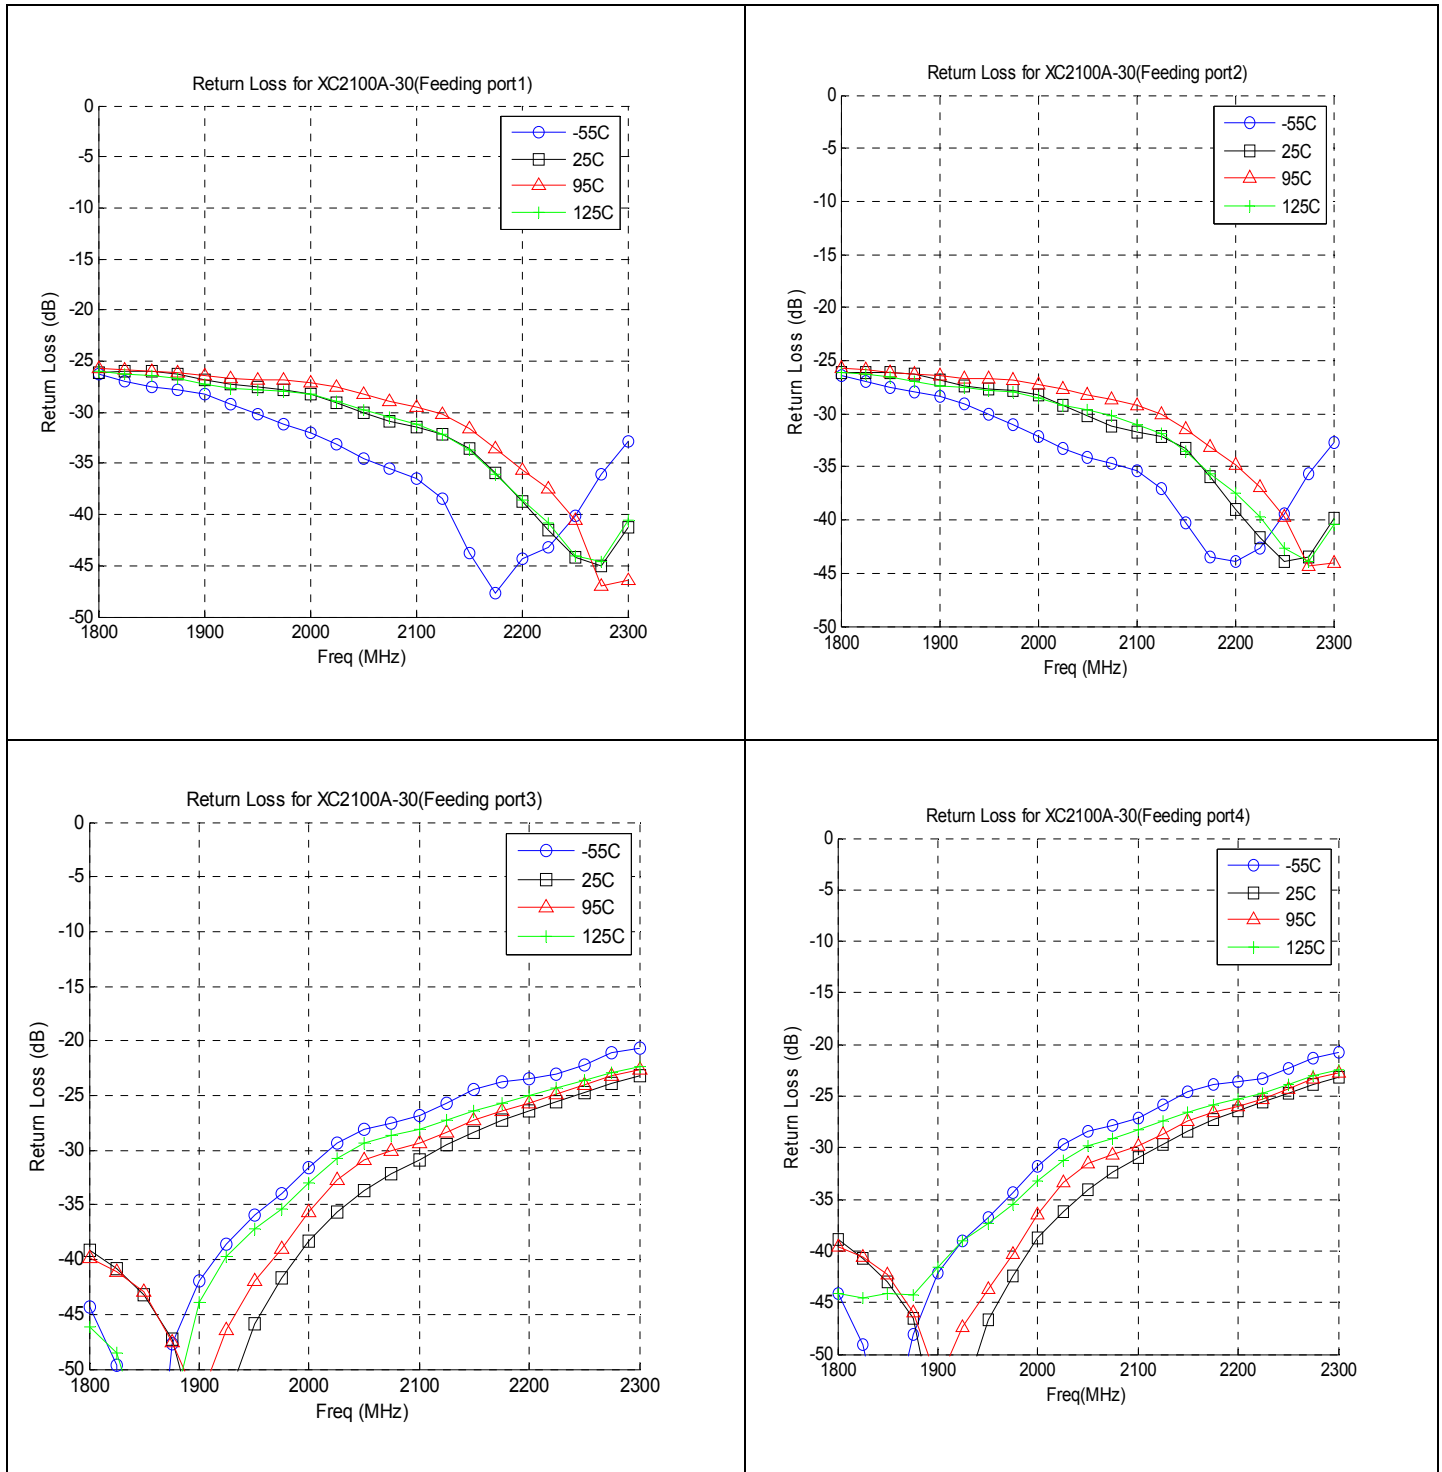 Return Loss for XC2100A-30(Feeding port1)
0
-5
-10
-15
-20
-25
-30
-35
-40
-45
-50
Return Loss (dB)
1800
1900
2000
2100
2200
2300
Freq (MHz)
-55C
25C
95C
125C
Return Loss for XC2100A-30(Feeding port2)
0
-5
-10
-15
-20
-25
-30
-35
-40
-45
-50
Return Loss (dB)
1800
1900
2000
2100
2200
2300
Freq (MHz)
-55C
25C
95C
125C
Return Loss for XC2100A-30(Feeding port3)
0
-5
-10
-15
-20
-25
-30
-35
-40
-45
-50
Return Loss (dB)
1800
1900
2000
2100
2200
2300
Freq (MHz)
-55C
25C
95C
125C
Return Loss for XC2100A-30(Feeding port4)
0
-5
-10
-15
-20
-25
-30
-35
-40
-45
-50
Return Loss (dB)
1800
1900
2000
2100
2200
2300
Freq(MHz)
-55C
25C
95C
125C